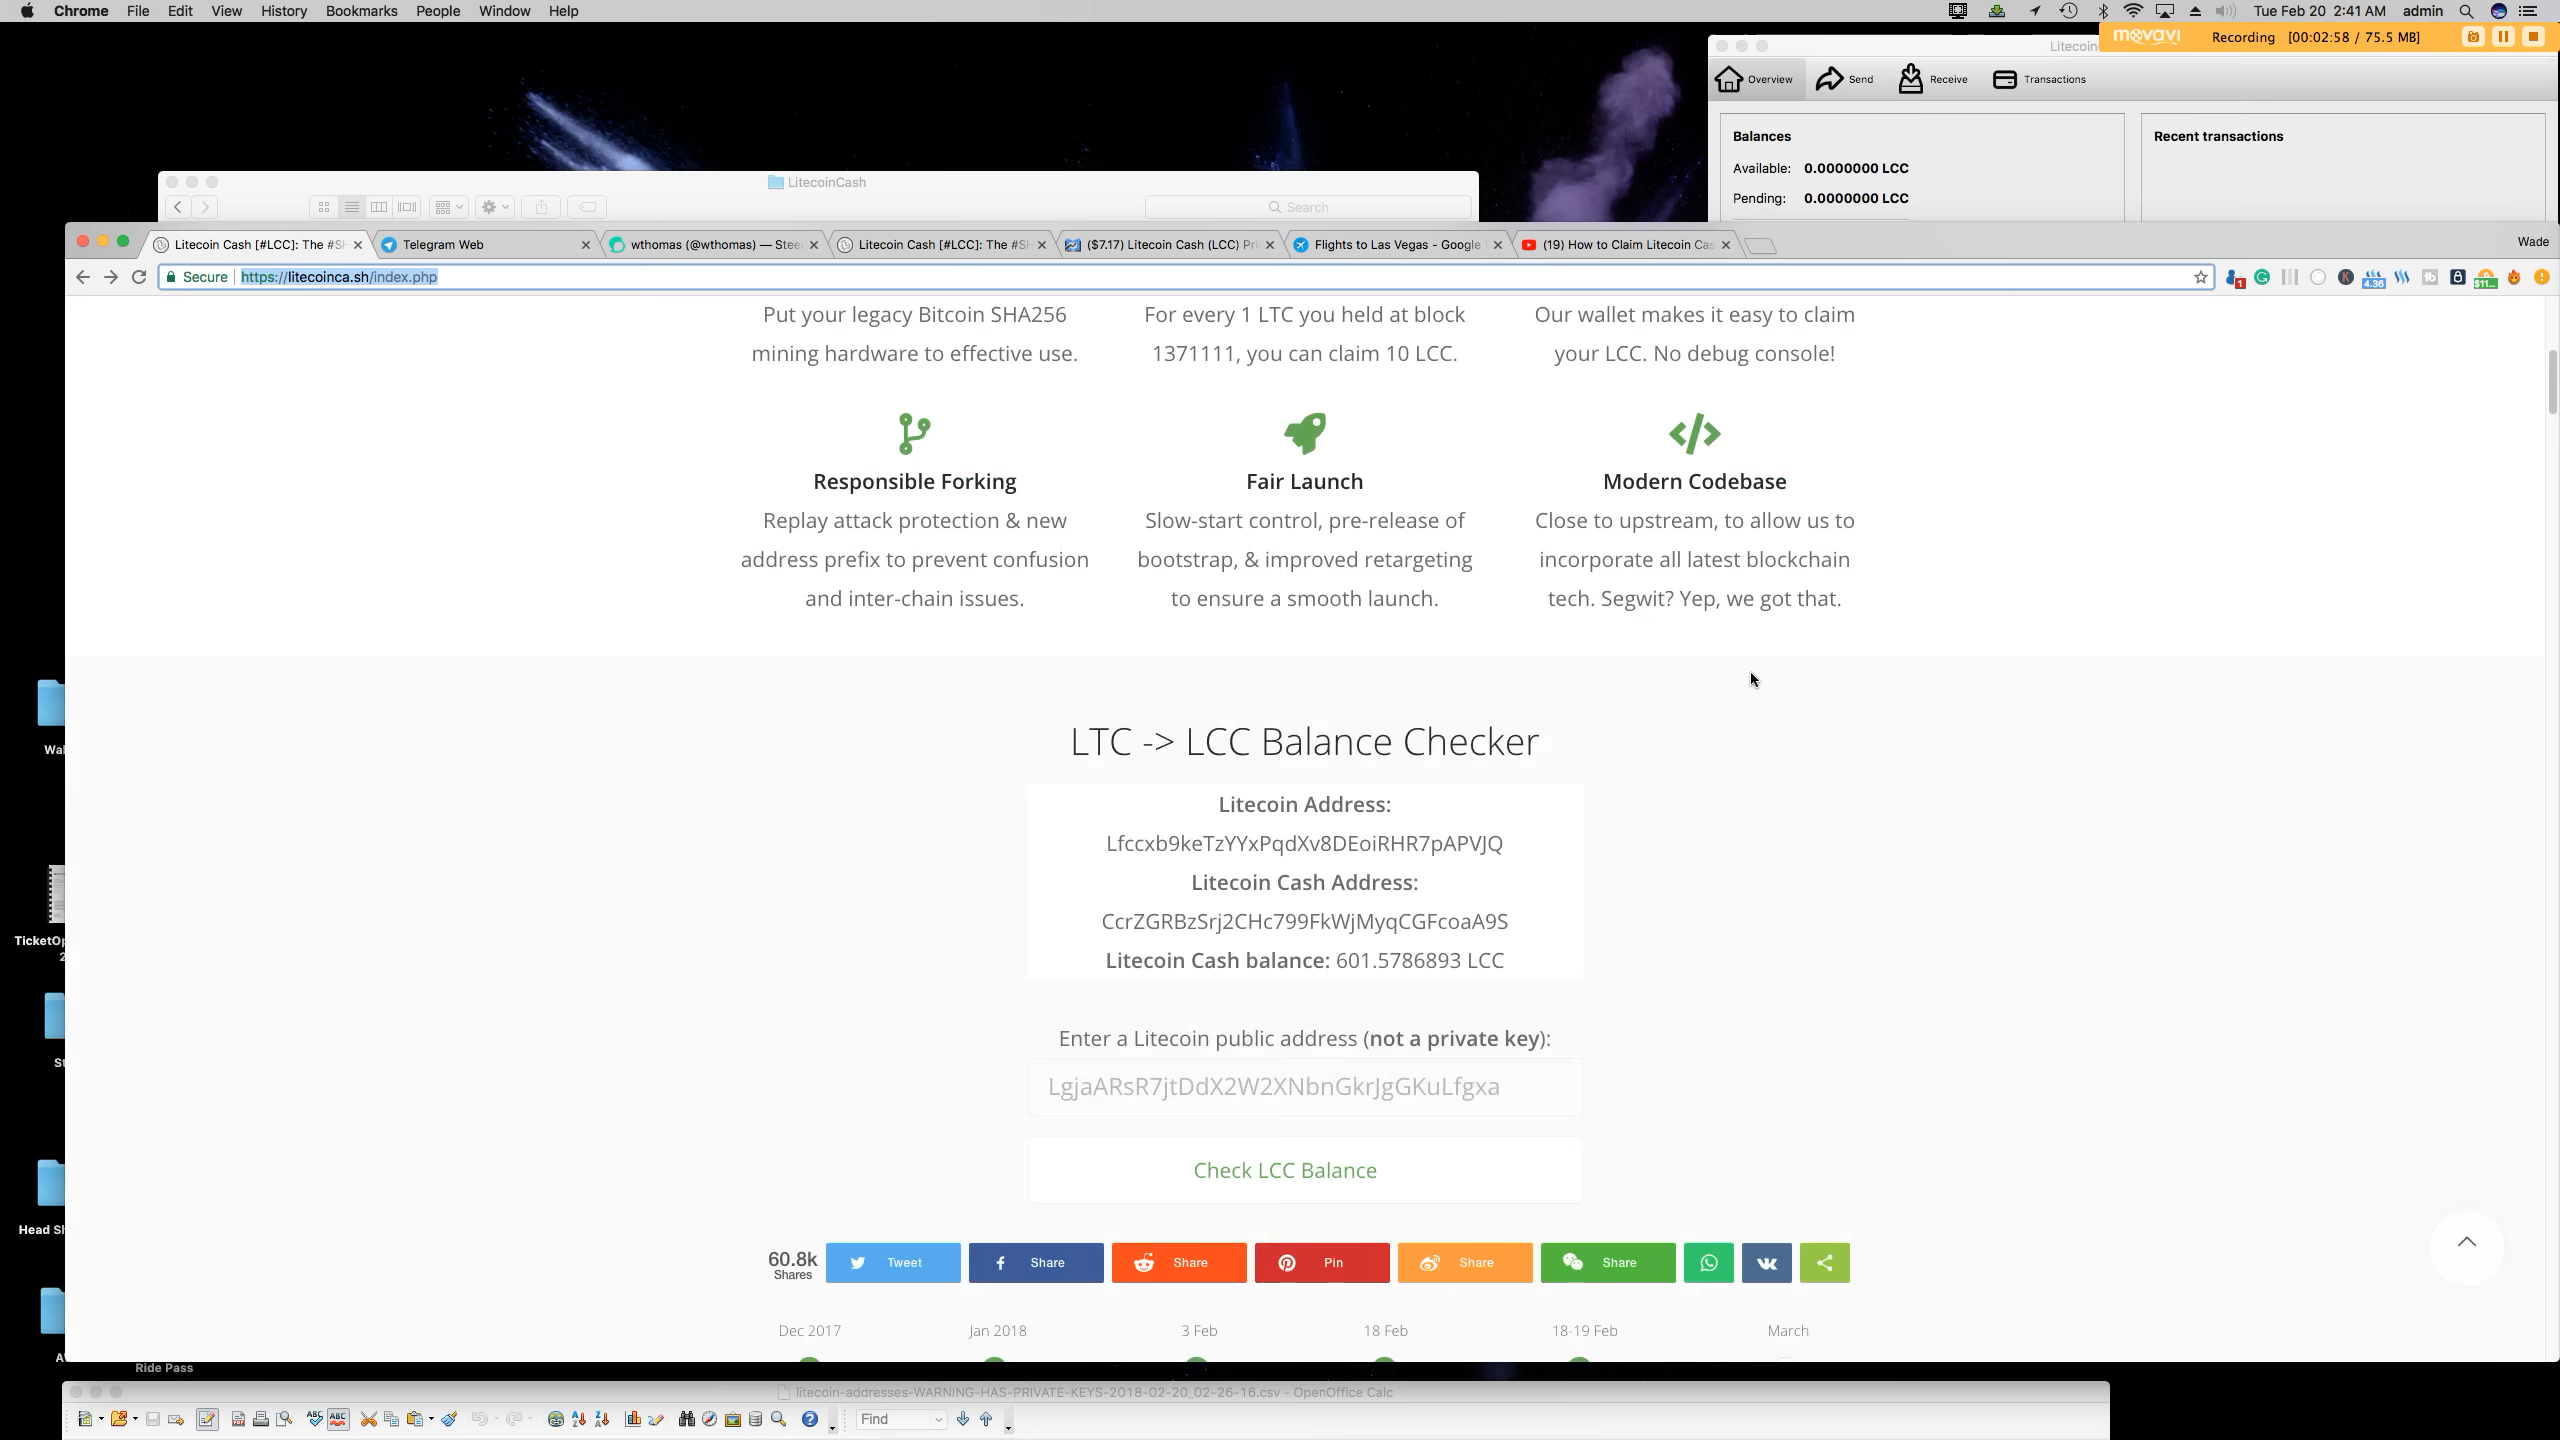 Chrome File Edit View History Bookmarks People Window Help
Tue Feb 20 2:41 AM admin
movavi Recording [00:02:58 / 75.5 MB]
Litecoin
Overview Send Receive Transactions
Balances
Available: 0.0000000 LCC
Pending: 0.0000000 LCC
Recent transactions
LitecoinCash
Search
Litecoin Cash [#LCC]: The #SH
Telegram Web
wthomas (@wthomas) — Stee
Litecoin Cash [#LCC]: The #SH
($7.17) Litecoin Cash (LCC) Pri
Flights to Las Vegas - Google
(19) How to Claim Litecoin Cas
Wade
Secure https://litecoinca.sh/index.php
1
4.36
Put your legacy Bitcoin SHA256
mining hardware to effective use.
For every 1 LTC you held at block
1371111, you can claim 10 LCC.
Our wallet makes it easy to claim
your LCC. No debug console!
Responsible Forking
Replay attack protection & new
address prefix to prevent confusion
and inter-chain issues.
Fair Launch
Slow-start control, pre-release of
bootstrap, & improved retargeting
to ensure a smooth launch.
Modern Codebase
Close to upstream, to allow us to
incorporate all latest blockchain
tech. Segwit? Yep, we got that.
LTC -> LCC Balance Checker
Litecoin Address:
Lfccxb9keTzYYxPqdXv8DEoiRHR7pAPVJQ
Litecoin Cash Address:
CcrZGRBzSrj2CHc799FkWjMyqCGFcoaA9S
Litecoin Cash balance: 601.5786893 LCC
Enter a Litecoin public address (not a private key):
LgjaARsR7jtDdX2W2XNbnGkrJgGKuLfgxa
Check LCC Balance
60.8k
Shares
Tweet
Share
Share
Pin
Share
Share
Dec 2017
Jan 2018
3 Feb
18 Feb
18-19 Feb
March
Wal
TicketOp
2
St
Head Sh
Ride Pass
litecoin-addresses-WARNING-HAS-PRIVATE-KEYS-2018-02-20_02-26-16.csv - OpenOffice Calc
Find